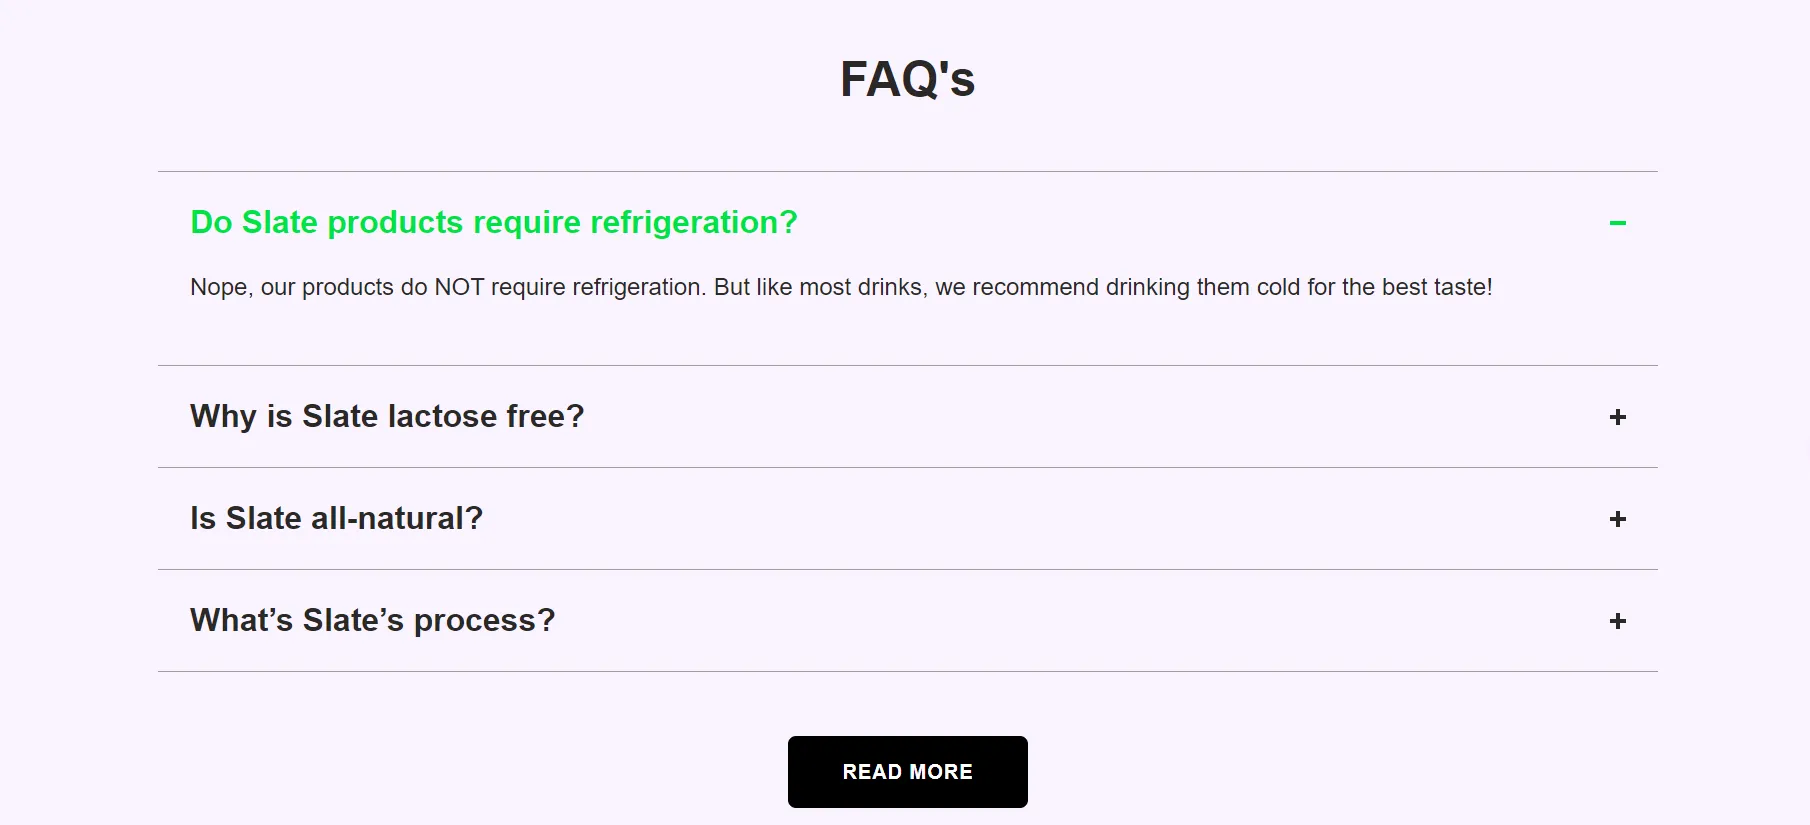 FAQ's
Do Slate products require refrigeration?
Nope, our products do NOT require refrigeration. But like most drinks, we recommend drinking them cold for the best taste!
Why is Slate lactose free?
Is Slate all-natural?
What’s Slate’s process?
READ MORE